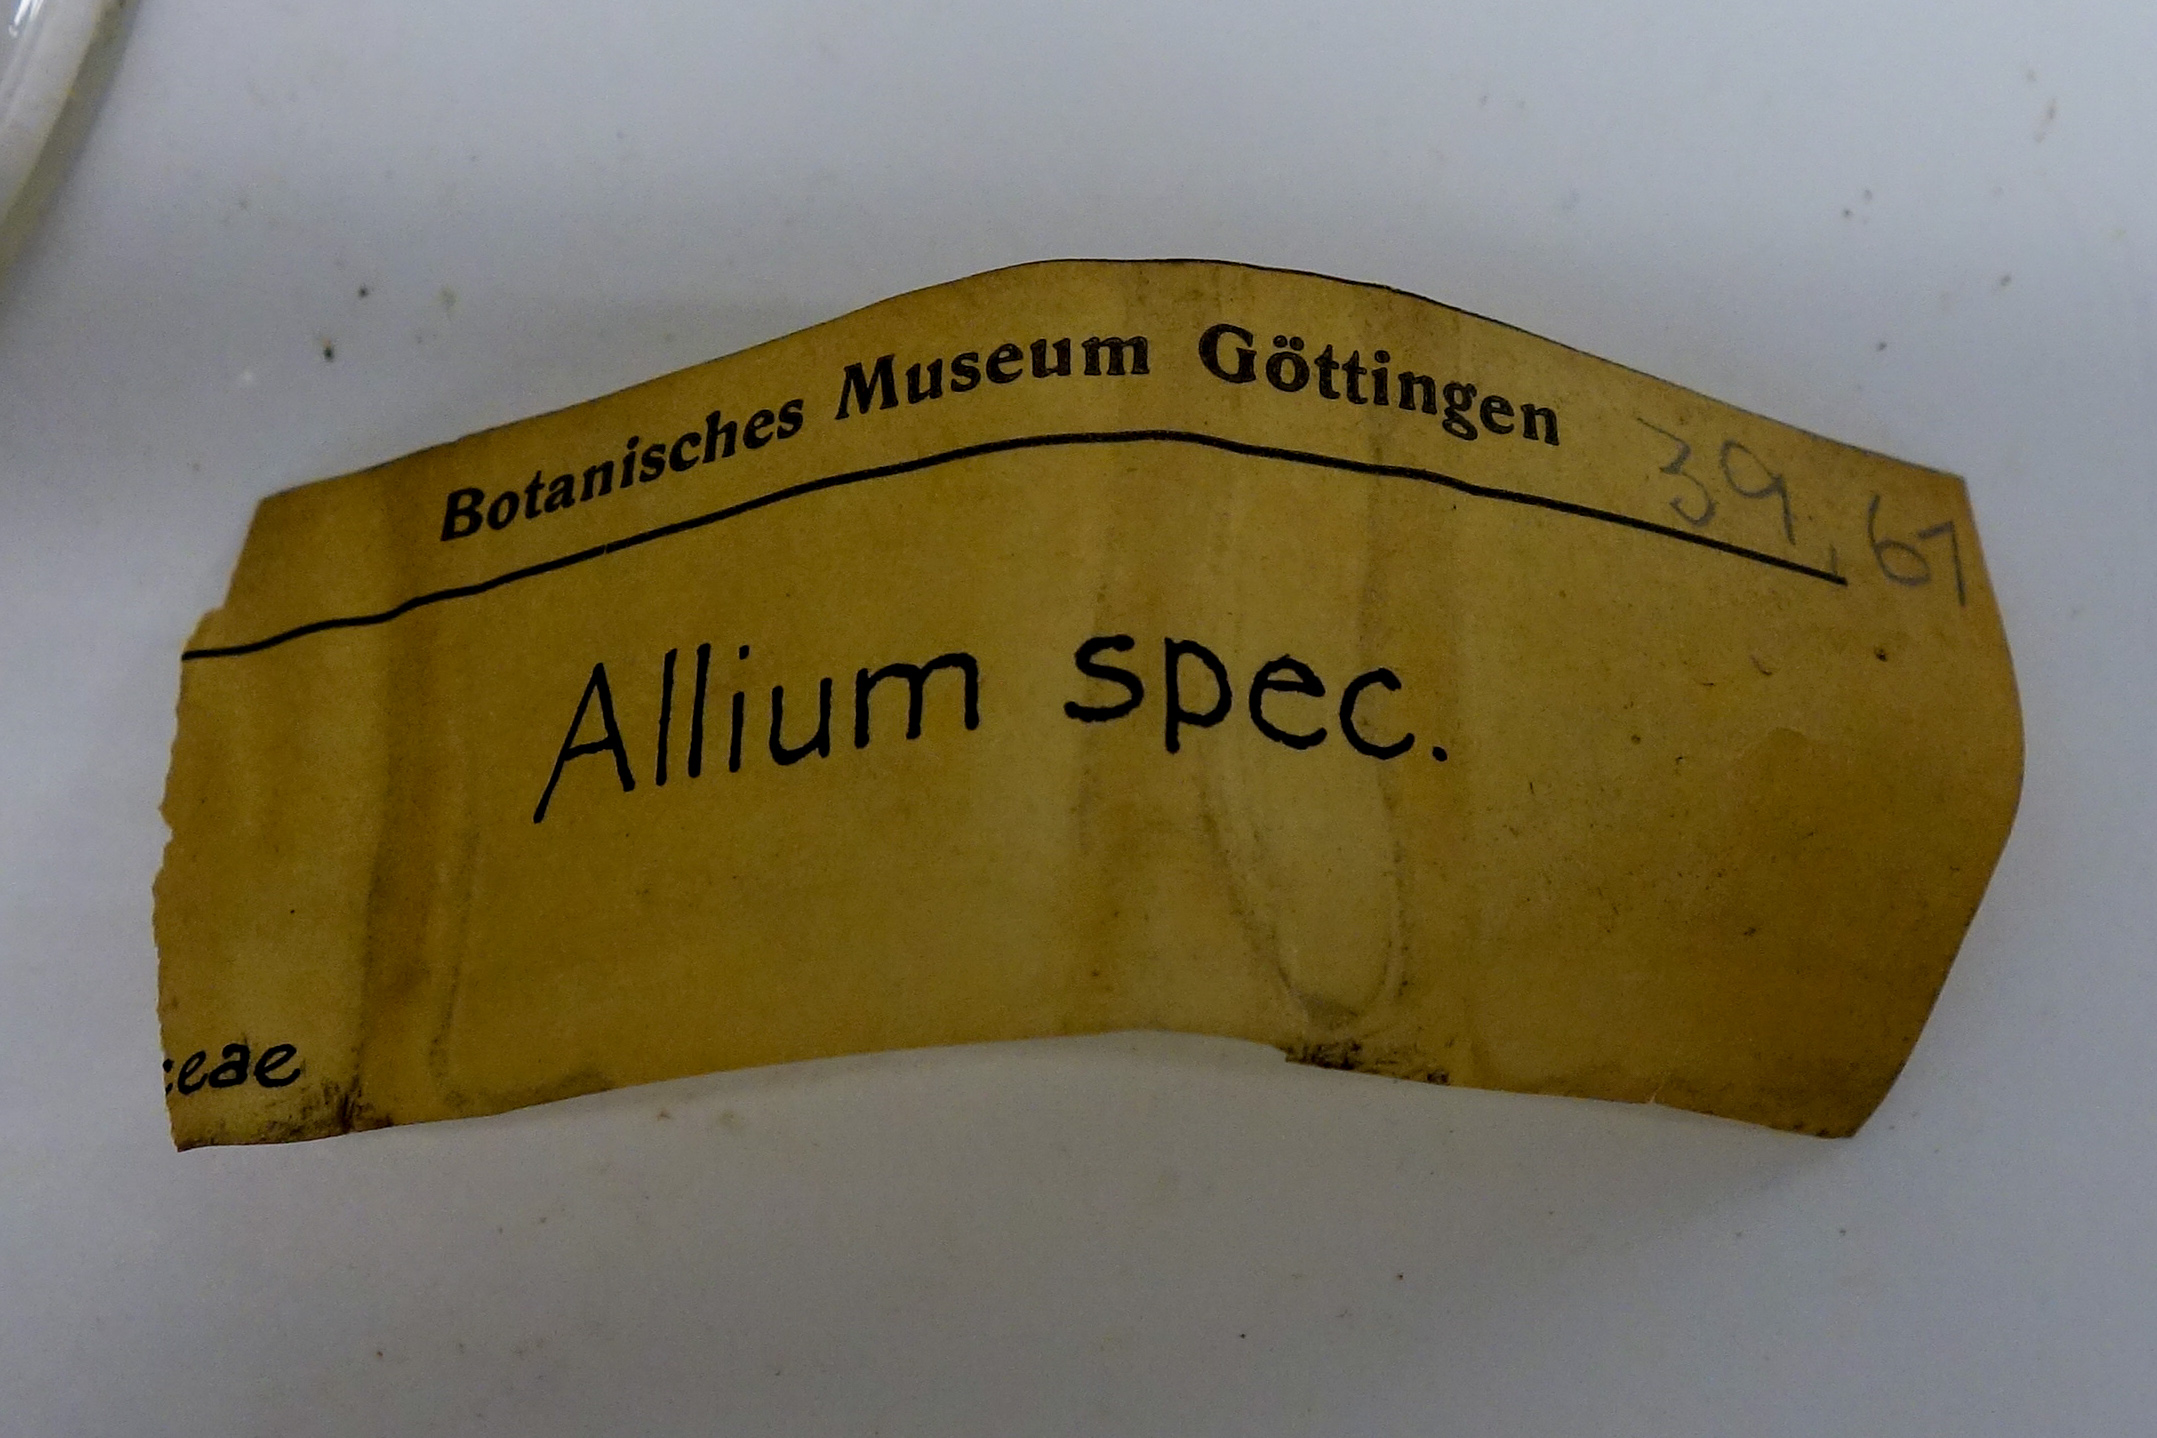 Botanisches Museum Göttingen 39,67
Allium spec.
ceae